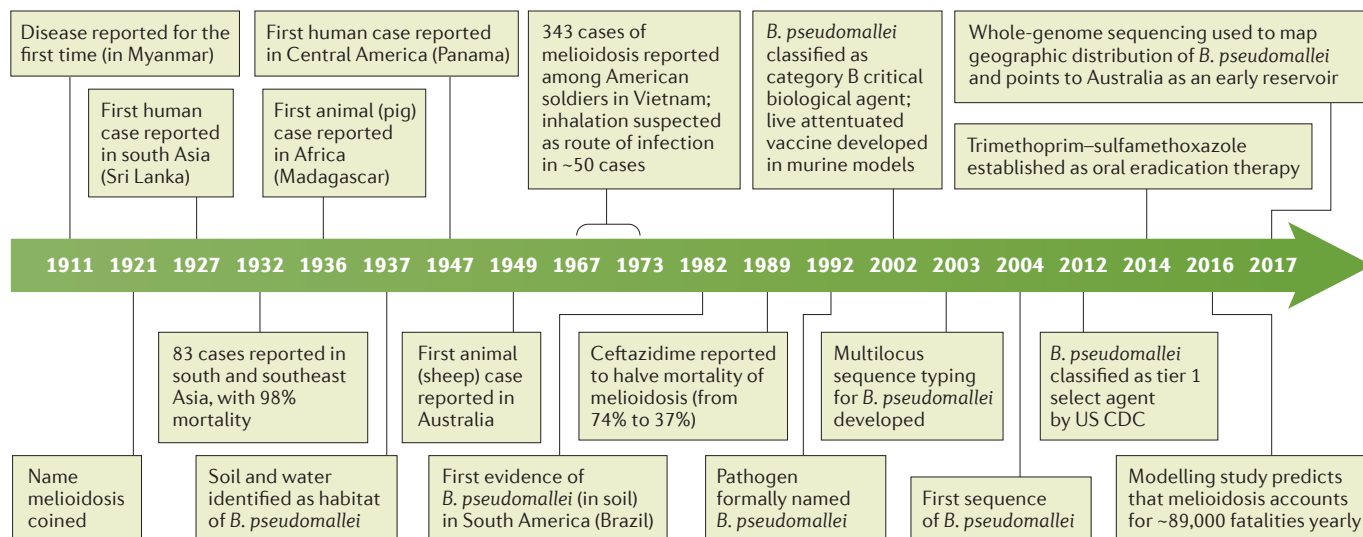 Disease reported for the
first time (in Myanmar)
First human case reported
in Central America (Panama)
343 cases of
melioidosis reported
among American
soldiers in Vietnam;
inhalation suspected
as route of infection
in ~50 cases
B. pseudomallei
classified as
category B critical
biological agent;
live attentuated
vaccine developed
in murine models
Whole-genome sequencing used to map
geographic distribution of B. pseudomallei
and points to Australia as an early reservoir
First human
case reported
in south Asia
(Sri Lanka)
First animal (pig)
case reported
in Africa
(Madagascar)
Trimethoprim–sulfamethoxazole
established as oral eradication therapy
1911 1921 1927 1932 1936 1937 1947 1949 1967 1973 1982 1989 1992 2002 2003 2004 2012 2014 2016 2017
83 cases reported in
south and southeast
Asia, with 98%
mortality
First animal
(sheep) case
reported in
Australia
Ceftazidime reported
to halve mortality of
melioidosis (from
74% to 37%)
Multilocus
sequence typing
for B. pseudomallei
developed
B. pseudomallei
classified as tier 1
select agent
by US CDC
Name
melioidosis
coined
Soil and water
identified as habitat
of B. pseudomallei
First evidence of
B. pseudomallei (in soil)
in South America (Brazil)
Pathogen
formally named
B. pseudomallei
First sequence
of B. pseudomallei
Modelling study predicts
that melioidosis accounts
for ~89,000 fatalities yearly